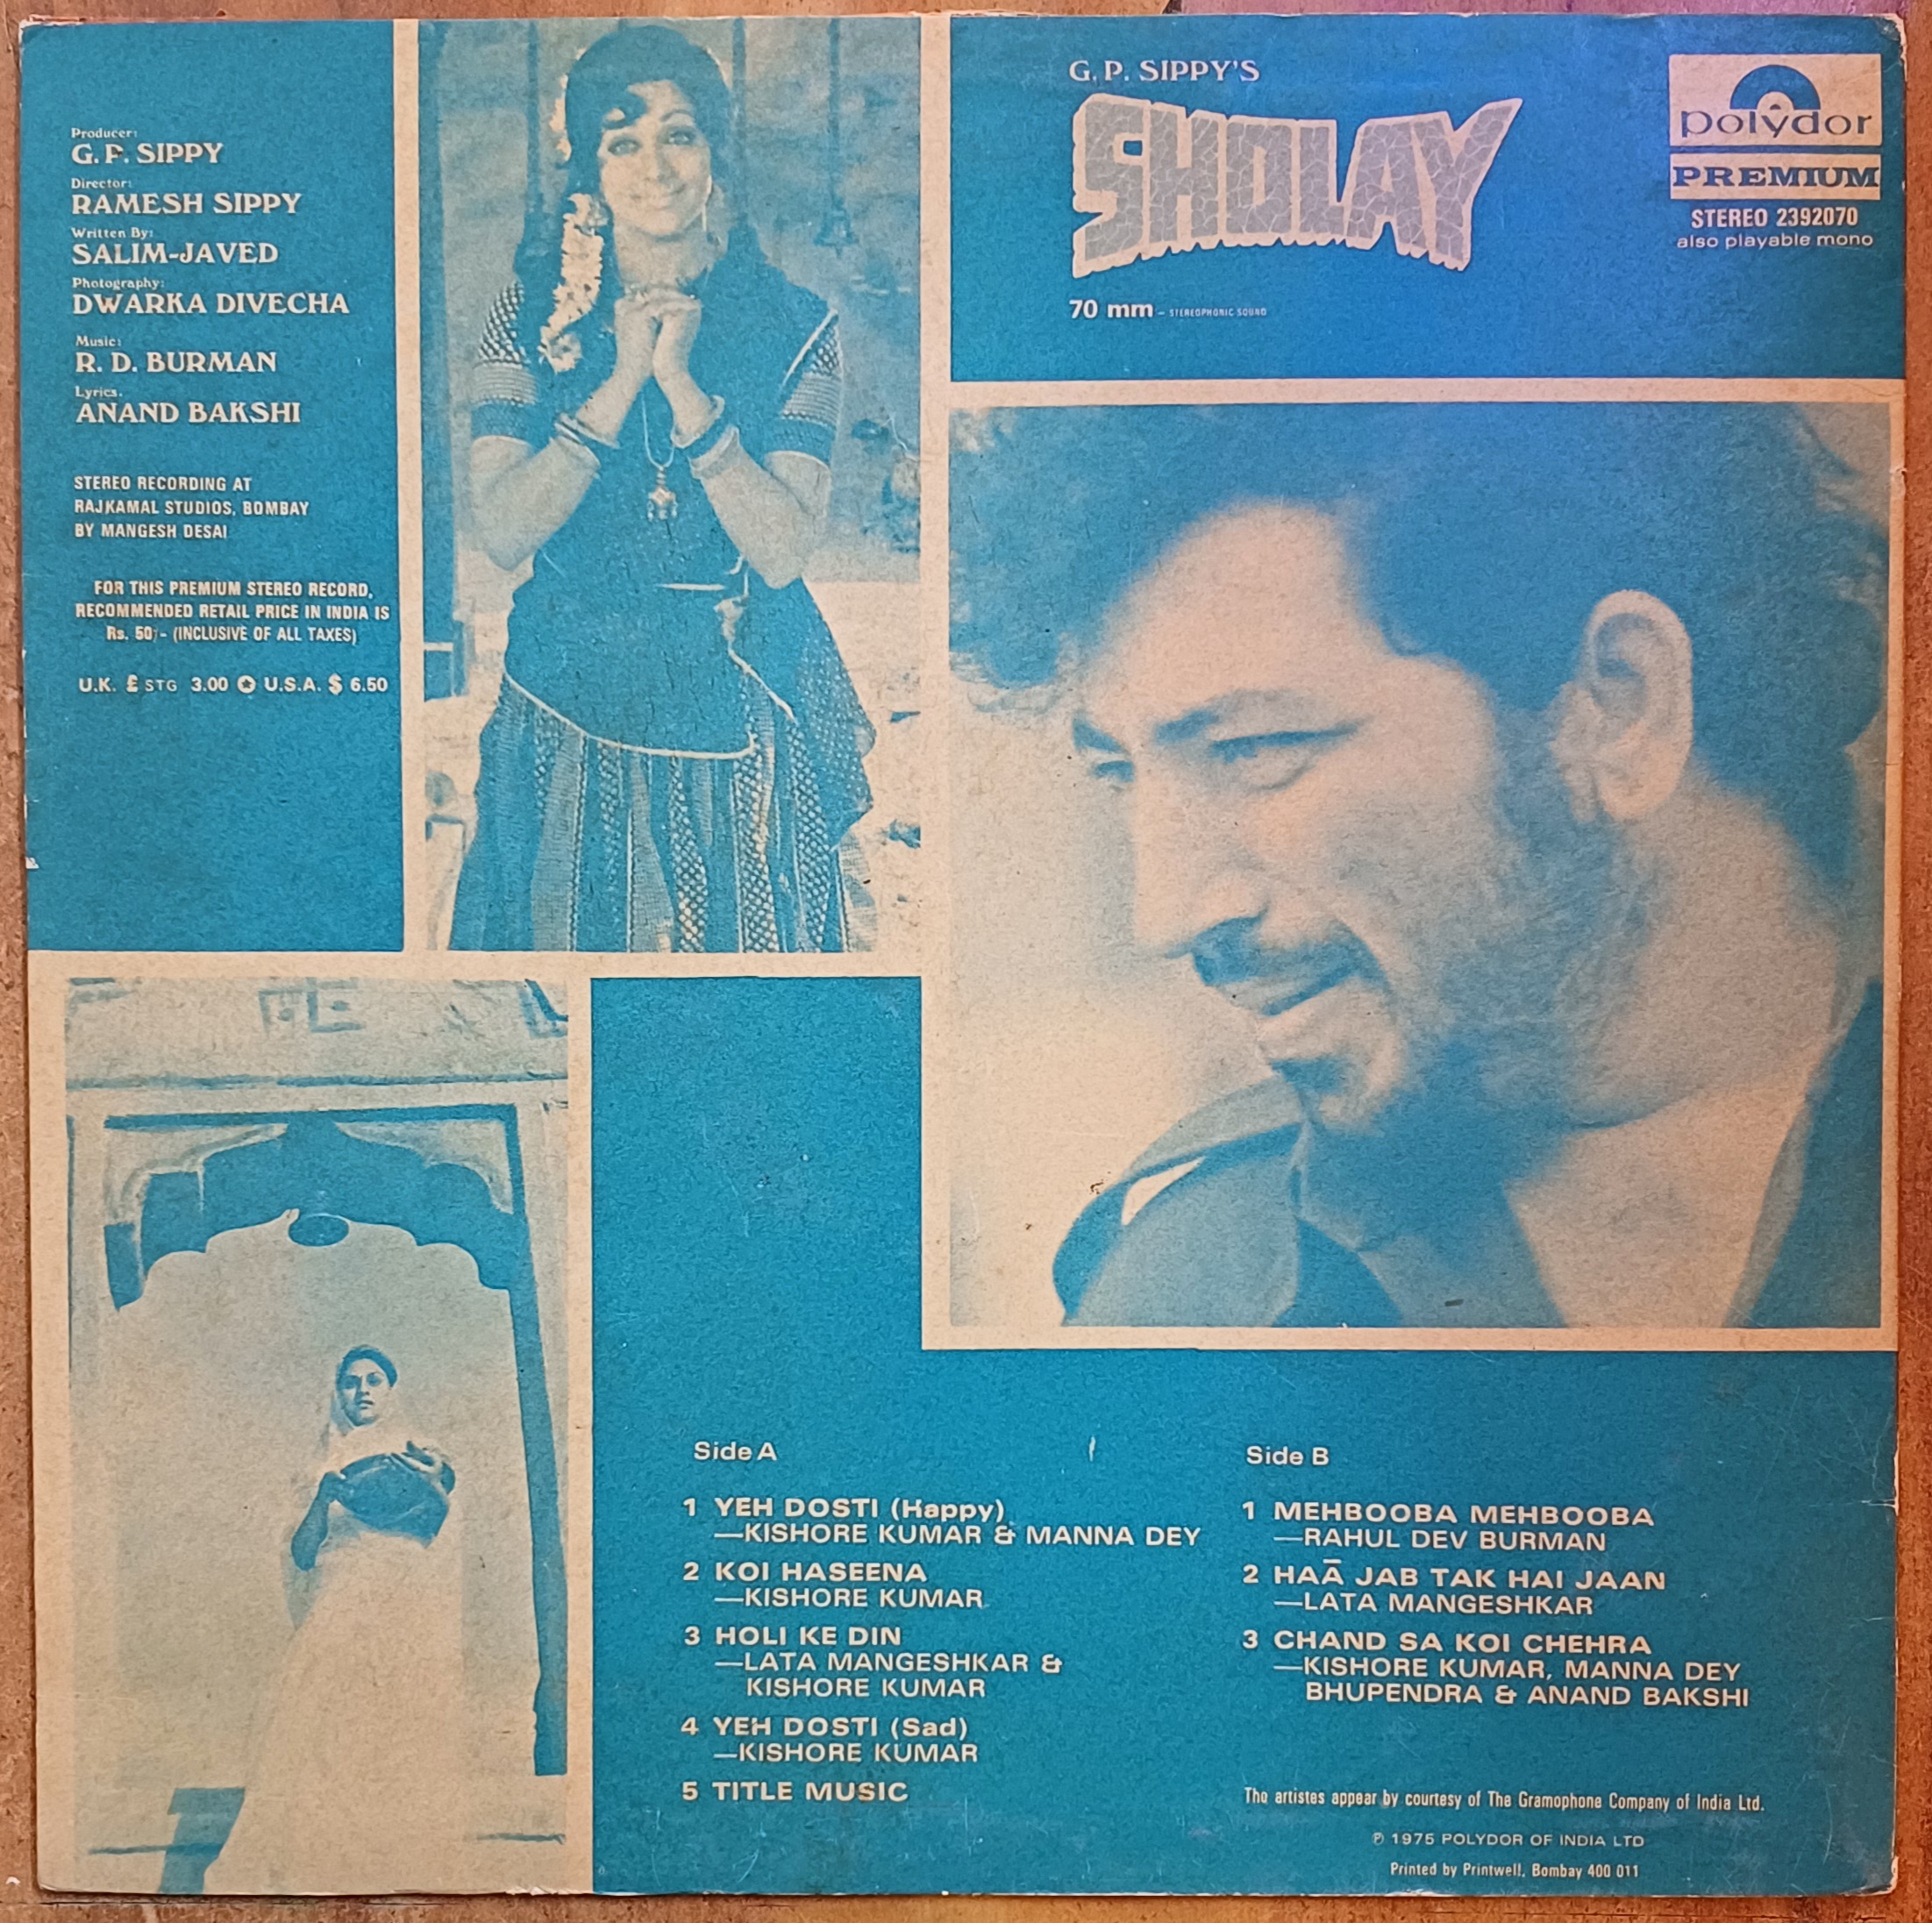 Producer:
G. P. SIPPY
Director:
RAMESH SIPPY
Written By:
SALIM-JAVED
Photography:
DWARKA DIVECHA
Music:
R. D. BURMAN
Lyrics.
ANAND BAKSHI
STEREO RECORDING AT
RAJKAMAL STUDIOS, BOMBAY
BY MANGESH DESAI
FOR THIS PREMIUM STEREO RECORD,
RECOMMENDED RETAIL PRICE IN INDIA IS
Rs. 50/- (INCLUSIVE OF ALL TAXES)
U.K. £ STG 3.00 ✪ U.S.A. $ 6.50
G. P. SIPPY'S
SHOLAY
70 mm – STEREOPHONIC SOUND
polydor
PREMIUM
STEREO 2392070
also playable mono
Side A
1 YEH DOSTI (Happy)
—KISHORE KUMAR & MANNA DEY
2 KOI HASEENA
—KISHORE KUMAR
3 HOLI KE DIN
—LATA MANGESHKAR &
KISHORE KUMAR
4 YEH DOSTI (Sad)
—KISHORE KUMAR
5 TITLE MUSIC
Side B
1 MEHBOOBA MEHBOOBA
—RAHUL DEV BURMAN
2 HAĀ JAB TAK HAI JAAN
—LATA MANGESHKAR
3 CHAND SA KOI CHEHRA
—KISHORE KUMAR, MANNA DEY
BHUPENDRA & ANAND BAKSHI
The artistes appear by courtesy of The Gramophone Company of India Ltd.
℗ 1975 POLYDOR OF INDIA LTD
Printed by Printwell, Bombay 400 011